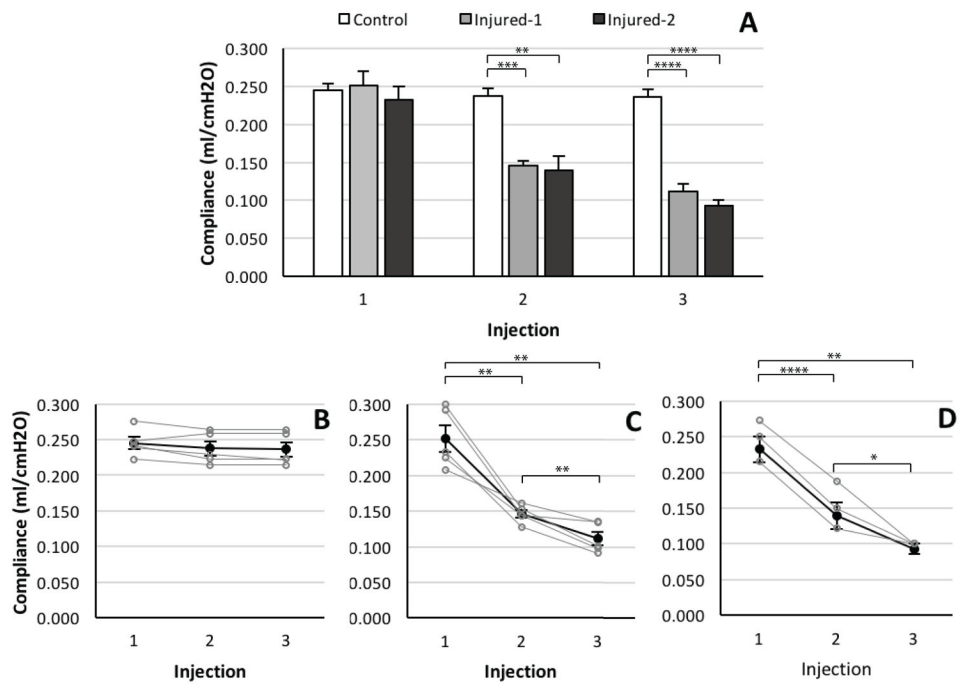 Control Injured-1 Injured-2 A
** ****
*** ****
0.300
0.250
0.200
0.150
0.100
0.050
0.000
Compliance (ml/cmH2O)
1 2 3
Injection
**
**
**
0.300
0.250
0.200
0.150
0.100
0.050
0.000
Compliance (ml/cmH2O)
B
1 2 3
Injection
0.300
0.250
0.200
0.150
0.100
0.050
0.000
C
1 2 3
Injection
**
****
*
0.300
0.250
0.200
0.150
0.100
0.050
0.000
D
1 2 3
Injection